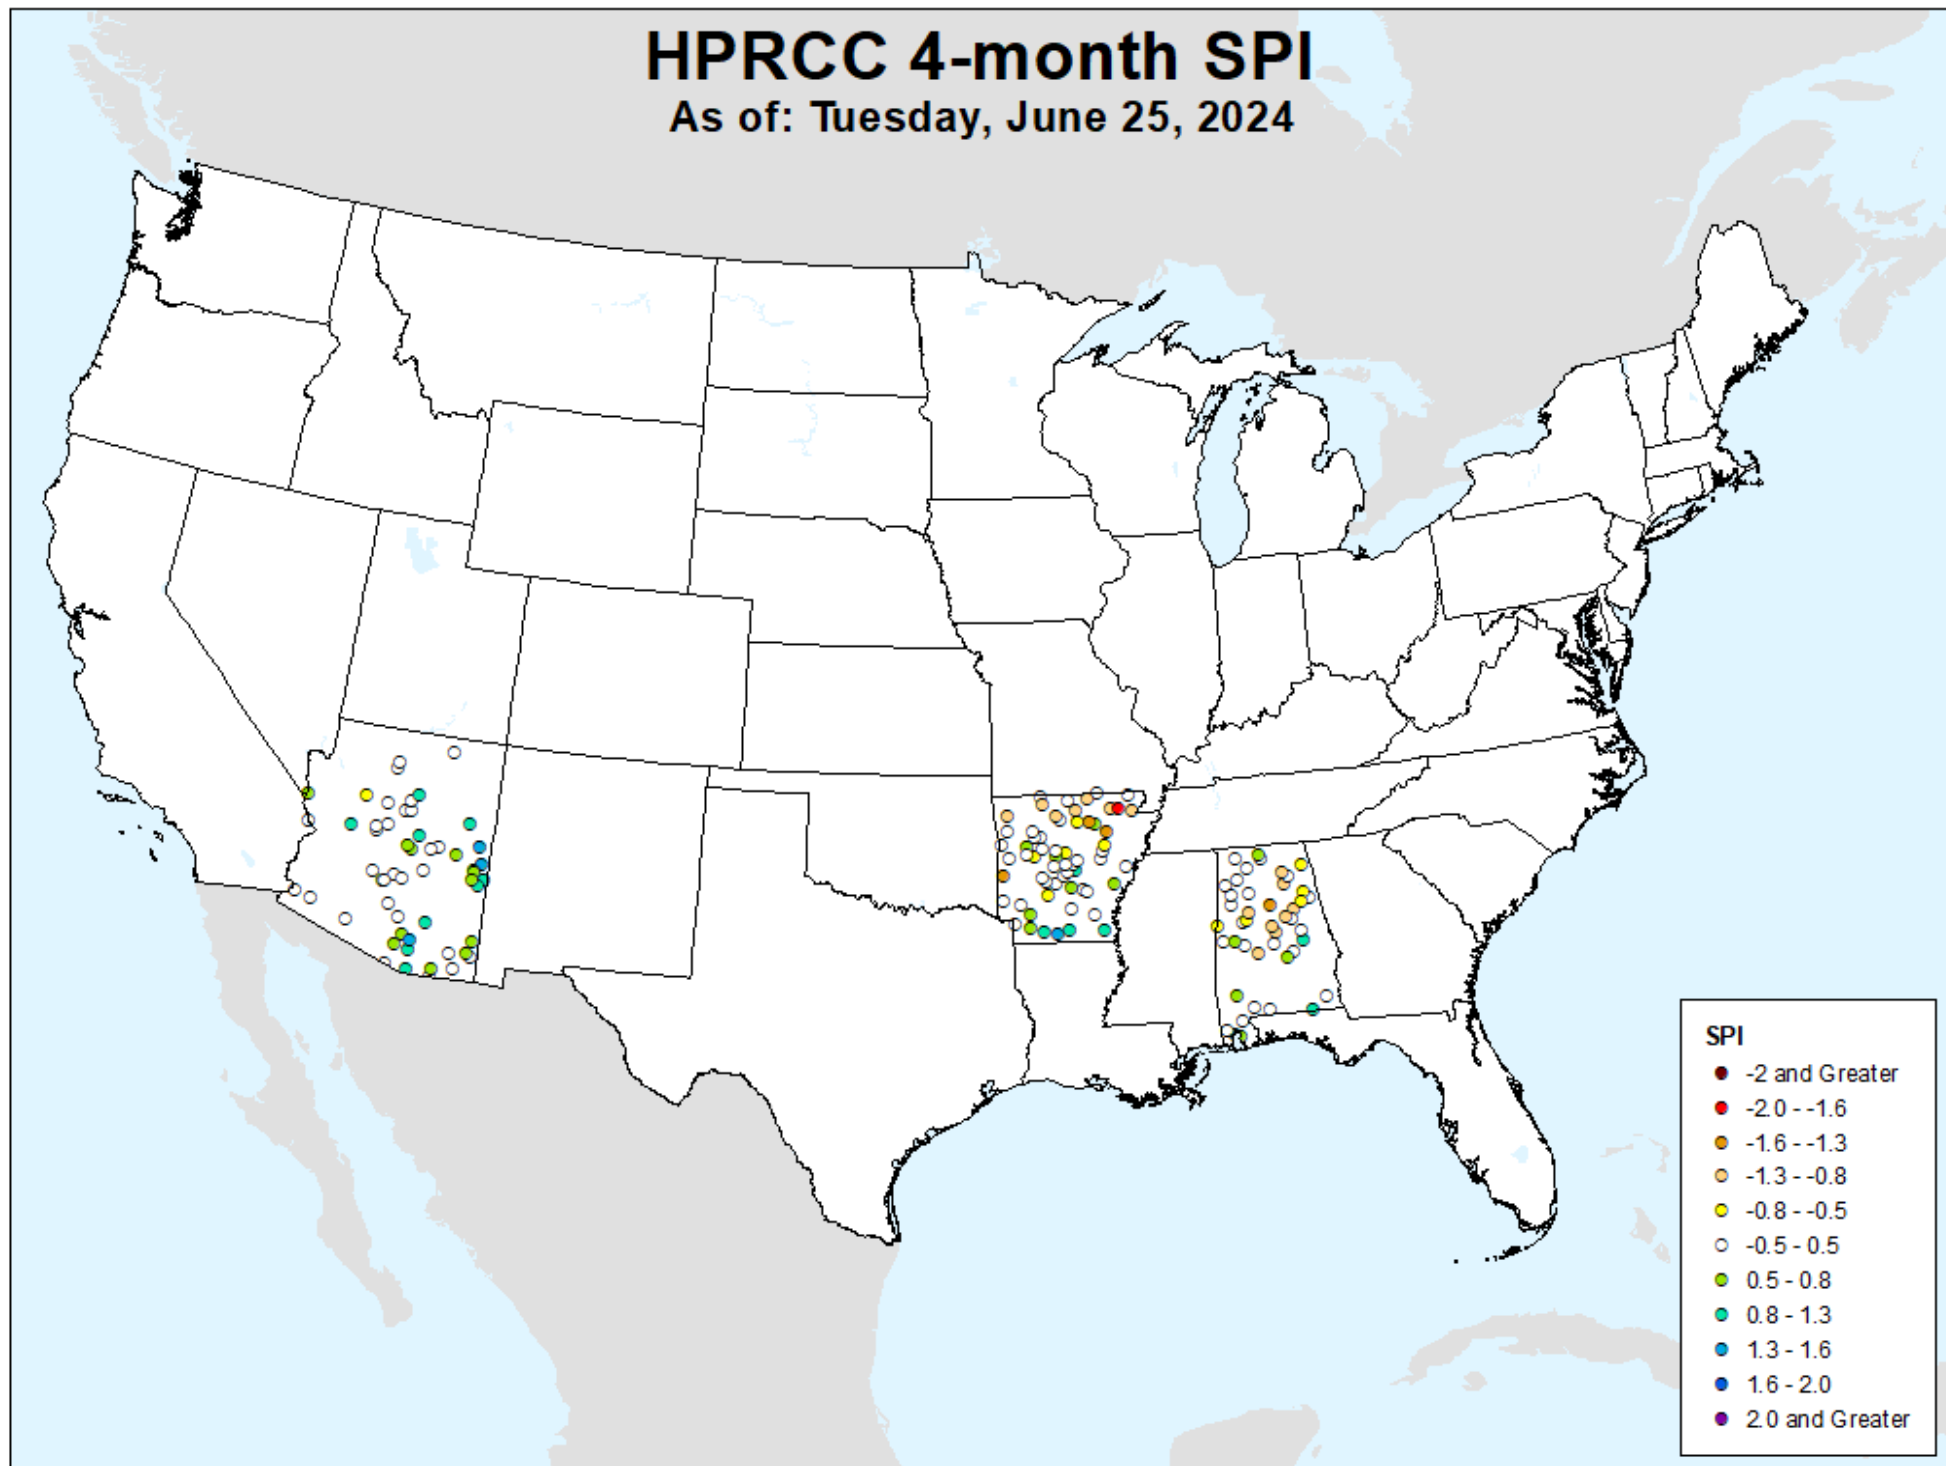 HPRCC 4-month SPI
As of: Tuesday, June 25, 2024
SPI
-2 and Greater
-2.0 - -1.6
-1.6 - -1.3
-1.3 - -0.8
-0.8 - -0.5
-0.5 - 0.5
0.5 - 0.8
0.8 - 1.3
1.3 - 1.6
1.6 - 2.0
2.0 and Greater